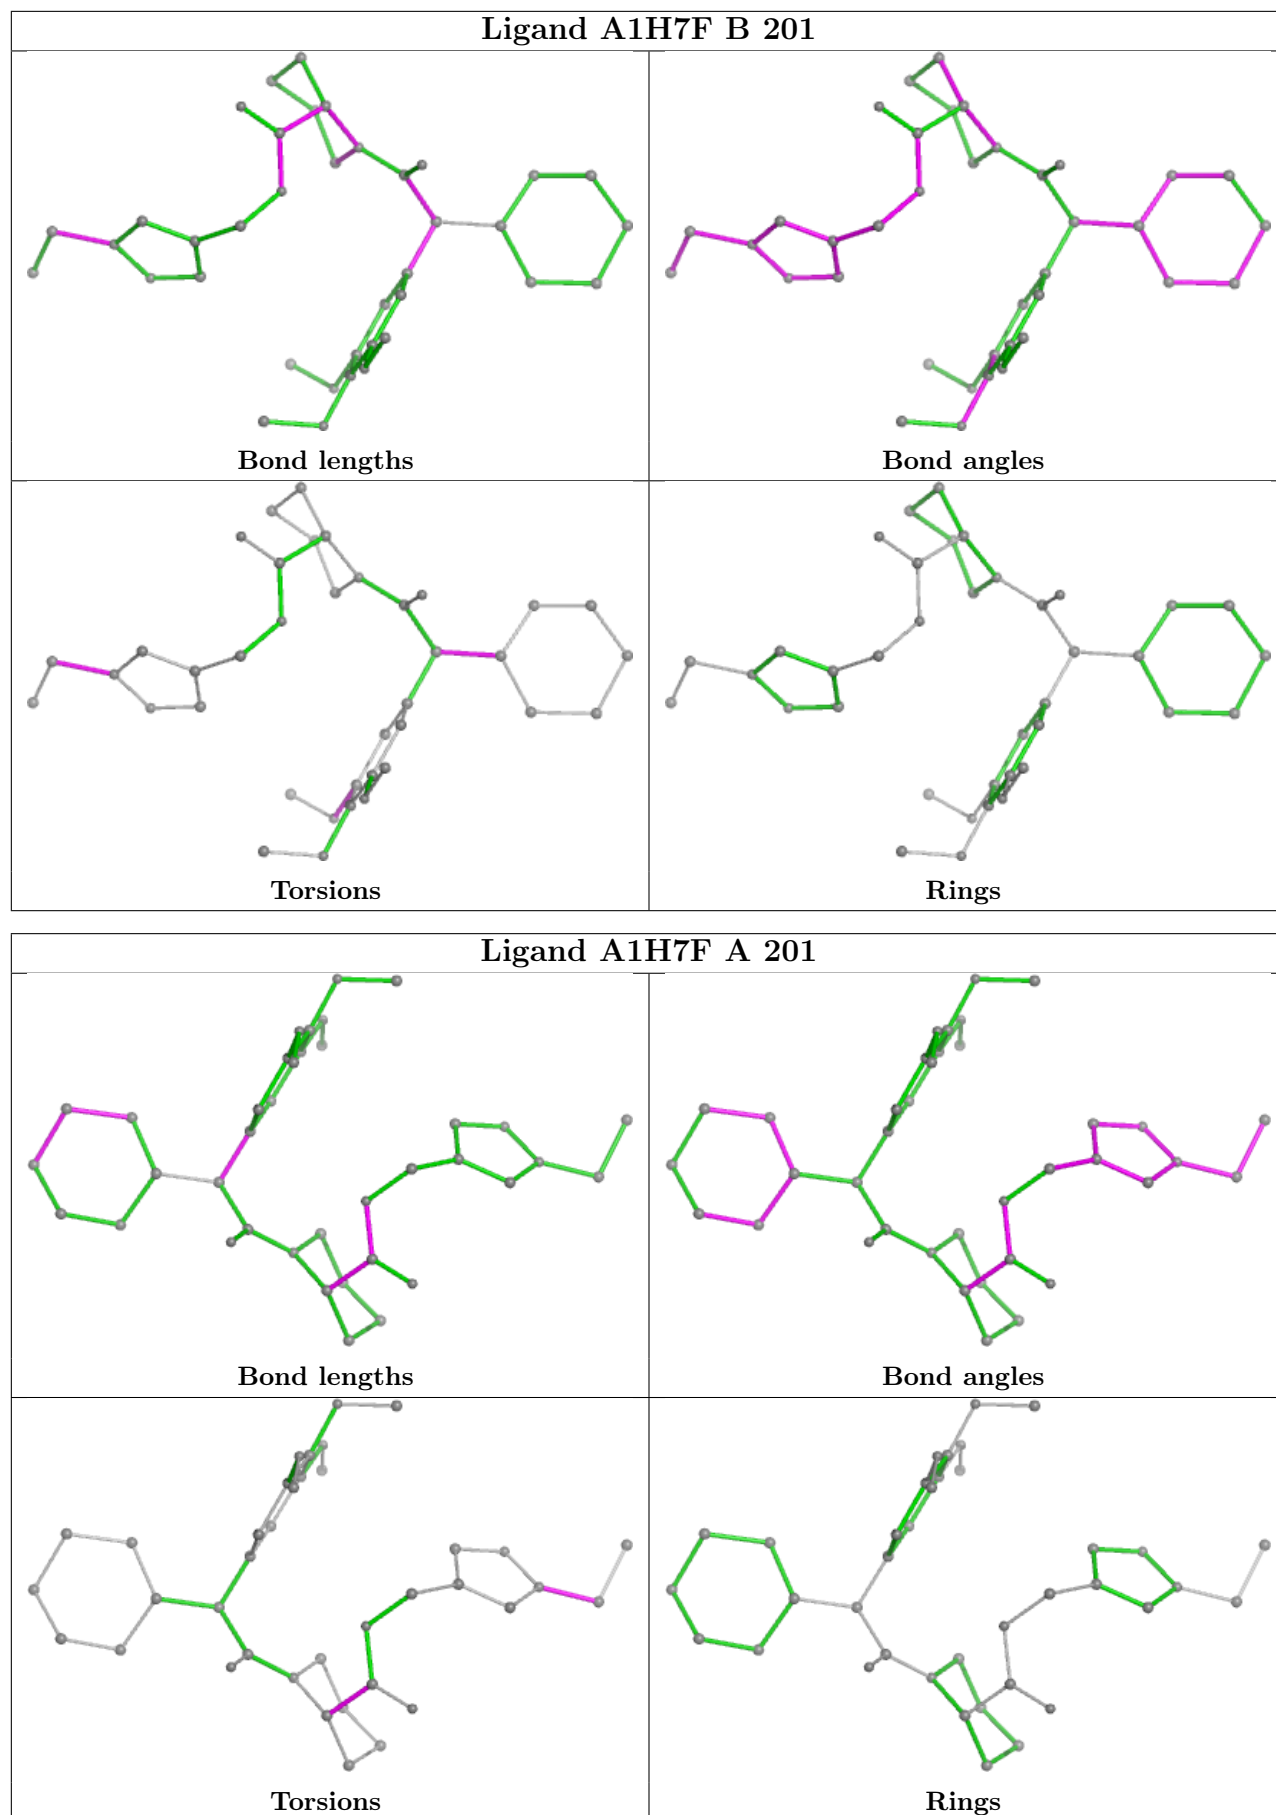 Ligand A1H7F B 201
Bond lengths
Bond angles
Torsions
Rings
Ligand A1H7F A 201
Bond lengths
Bond angles
Torsions
Rings